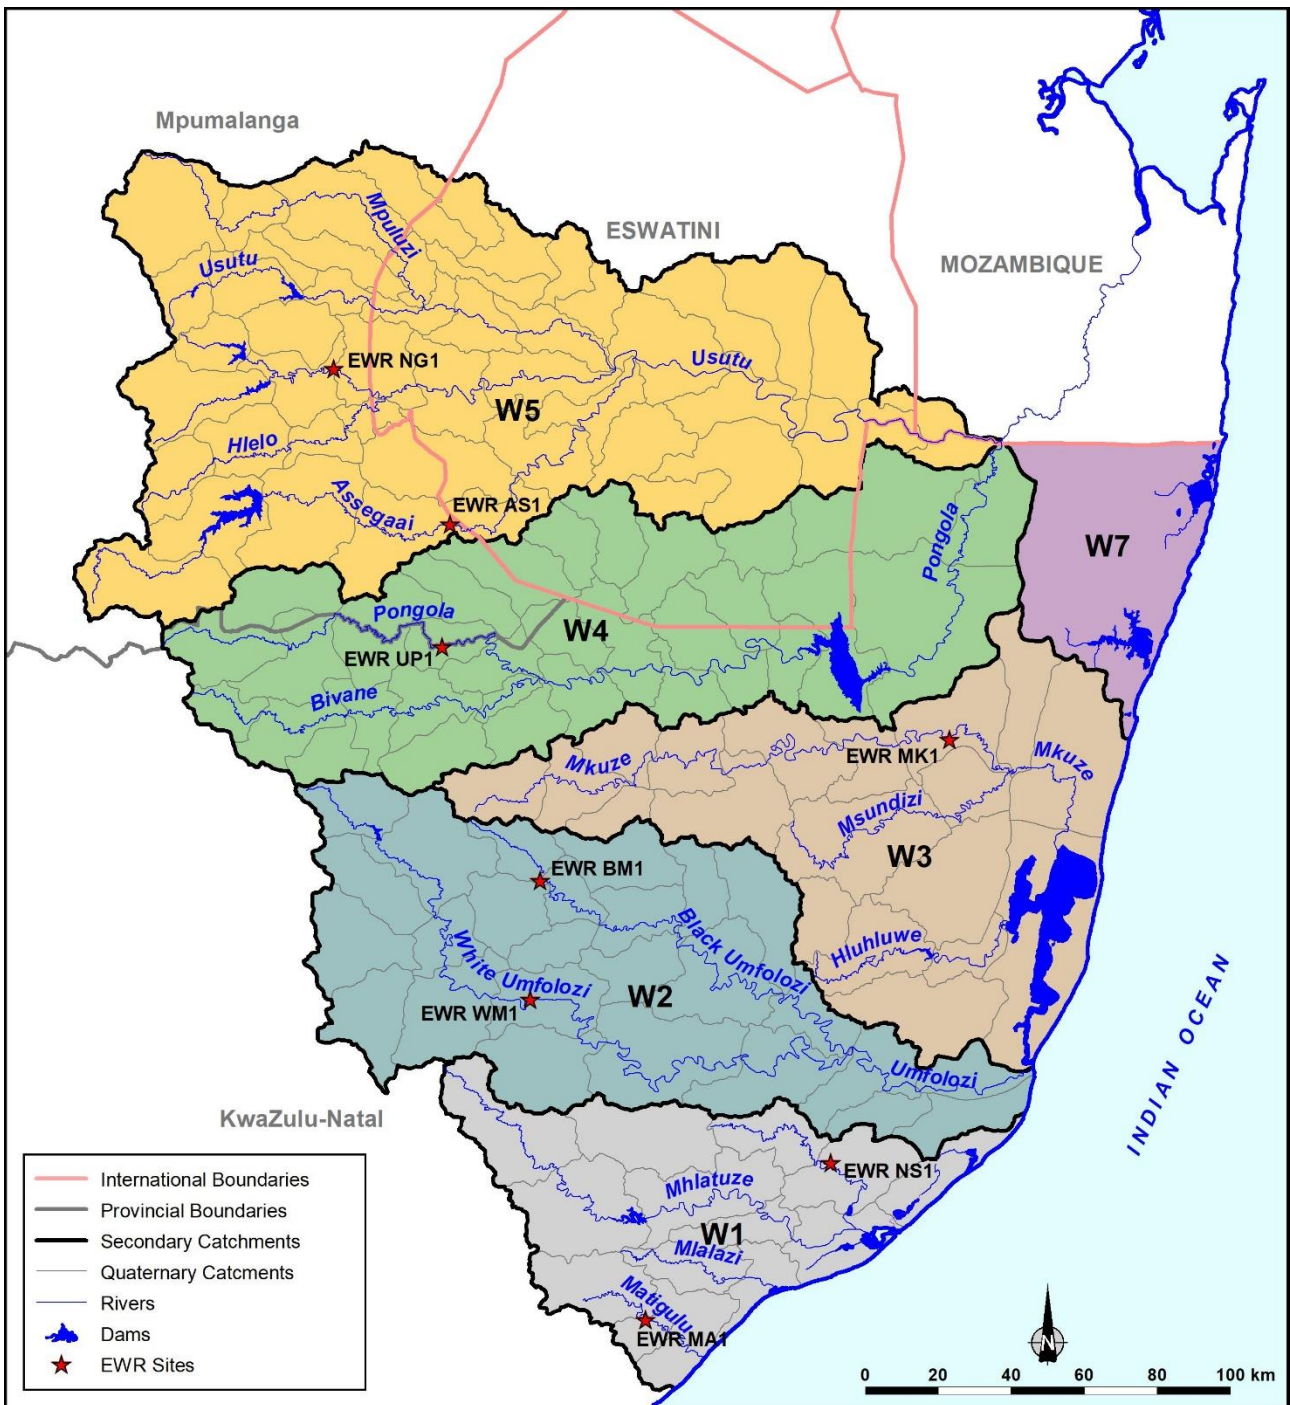 Mpumalanga
ESWATINI
MOZAMBIQUE
Mpuluzi
Usutu
EWR NG1
Usutu
W5
Hlelo
Assegaai
EWR AS1
Pongola
W7
Pongola
W4
EWR UP1
Bivane
EWR MK1
Mkuze
Mkuze
Msundizi
W3
EWR BM1
Black Umfolozi
Hluhluwe
White Umfolozi
W2
EWR WM1
Umfolozi
INDIAN OCEAN
KwaZulu-Natal
EWR NS1
Mhlatuze
W1
Mlalazi
Matigulu
EWR MA1
International Boundaries
Provincial Boundaries
Secondary Catchments
Quaternary Catcments
Rivers
Dams
EWR Sites
N
0 20 40 60 80 100 km